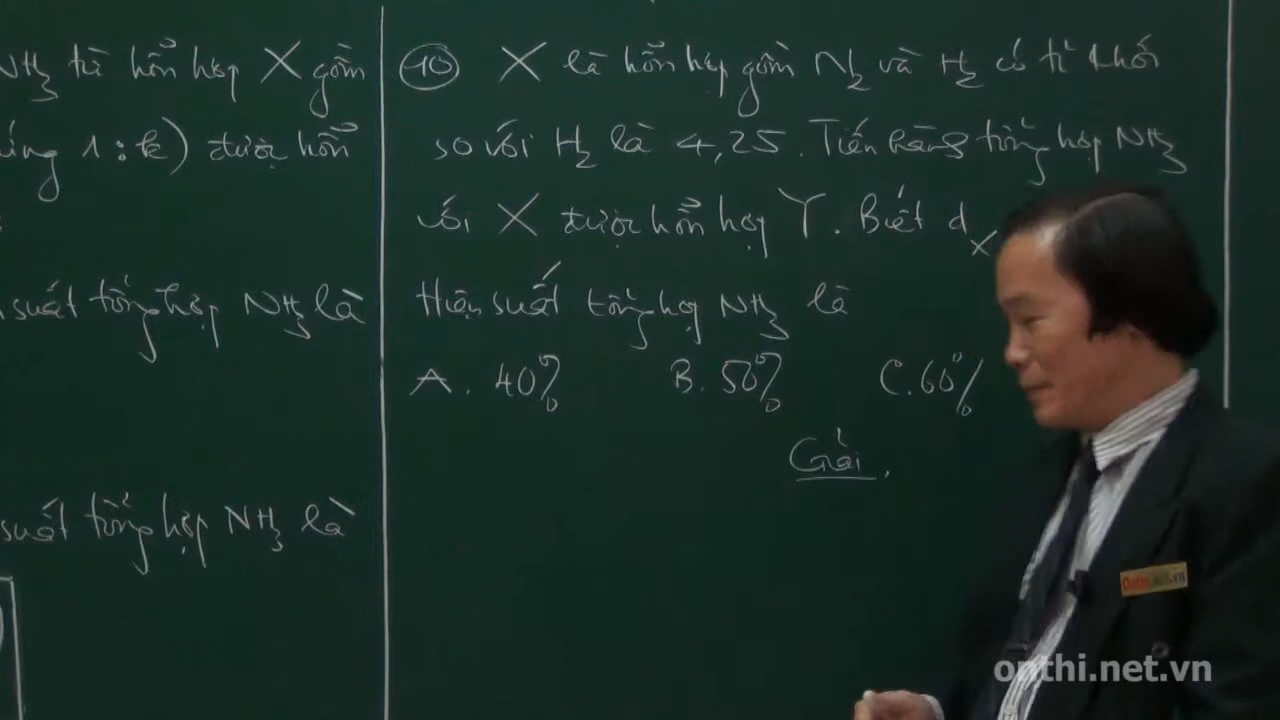 NH3 từ hỗn hợp X gồm
1:k) được hỗn
suất tổng hợp NH3 là
suất tổng hợp NH3 là
10 X là hỗn hợp gồm N2 và H2 có tỉ khối
so với H2 là 4,25. Tiến hành tổng hợp NH3
với X được hỗn hợp Y. Biết dX
Hiệu suất tổng hợp NH3 là
A. 40% B. 50% C. 60%
Giải.
onthi.net.vn